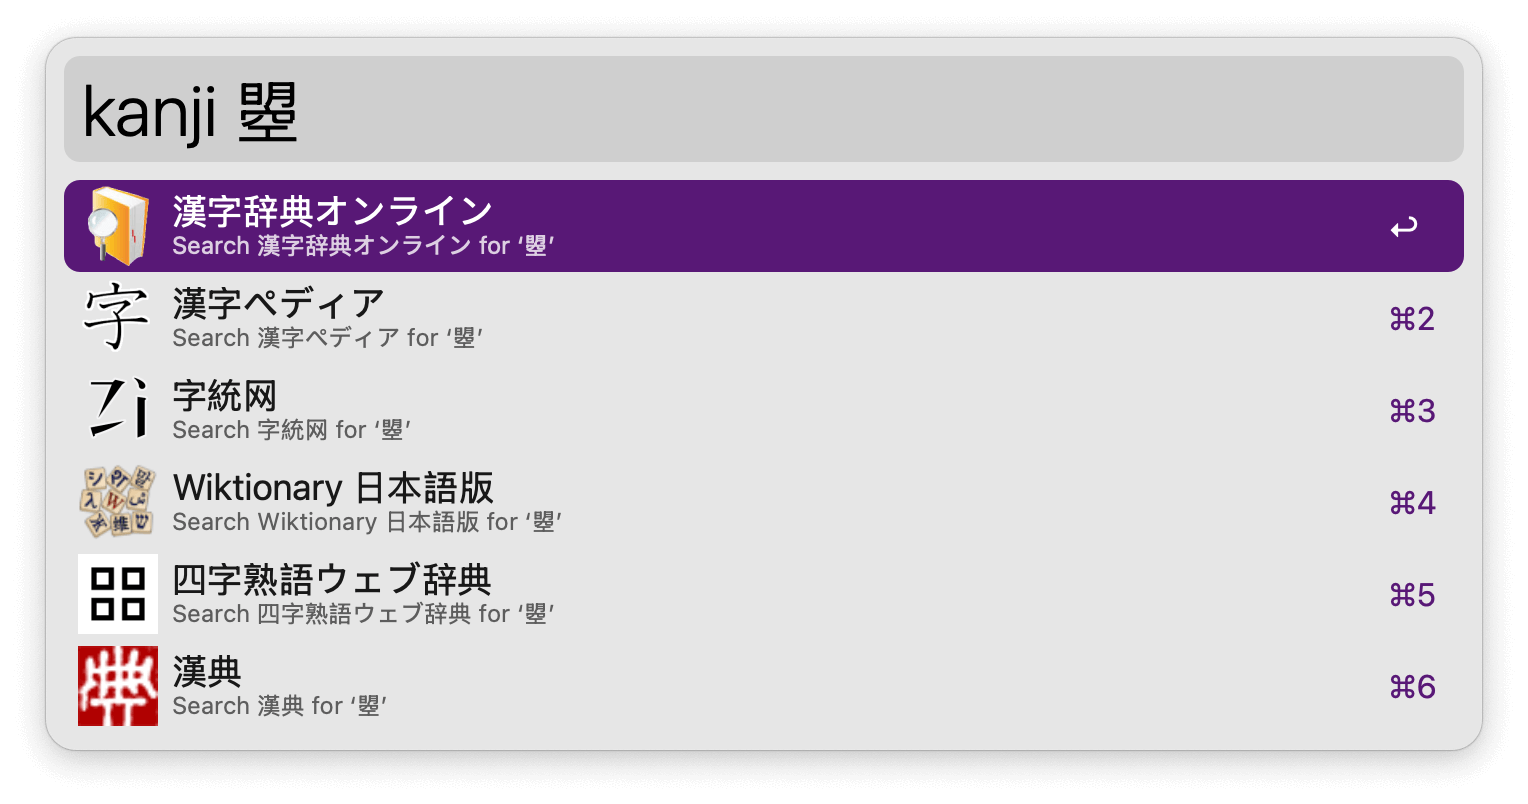 kanji 曌
漢字辞典オンライン
Search 漢字辞典オンライン for ‘曌’
漢字ペディア
Search 漢字ペディア for ‘曌’
⌘2
字統网
Search 字統网 for ‘曌’
⌘3
Wiktionary 日本語版
Search Wiktionary 日本語版 for ‘曌’
⌘4
四字熟語ウェブ辞典
Search 四字熟語ウェブ辞典 for ‘曌’
⌘5
漢典
Search 漢典 for ‘曌’
⌘6